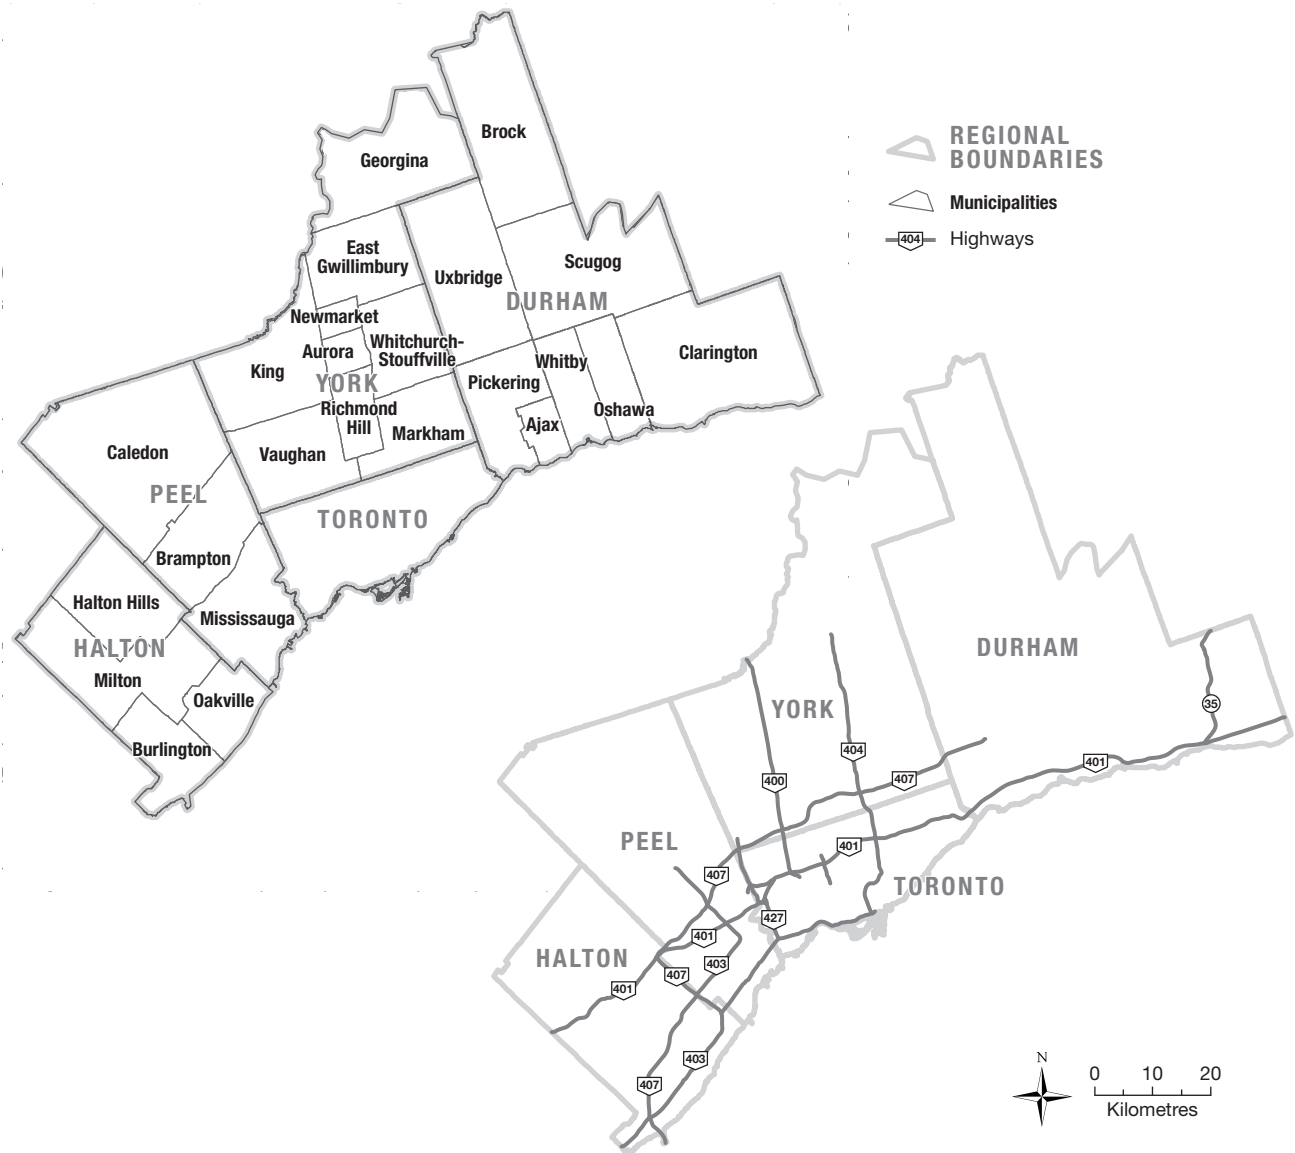 Brock
Georgina
East
Gwillimbury
Uxbridge
Scugog
DURHAM
Newmarket
Whitchurch-
Stouffville
Aurora
King
YORK
Pickering
Whitby
Clarington
Richmond
Hill
Oshawa
Ajax
Markham
Vaughan
Caledon
PEEL
TORONTO
Brampton
Halton Hills
Mississauga
HALTON
Milton
Oakville
Burlington
REGIONAL
BOUNDARIES
Municipalities
404
Highways
DURHAM
YORK
35
404
400
407
401
PEEL
401
407
TORONTO
427
401
HALTON
403
407
401
403
407
N
0 10 20
Kilometres